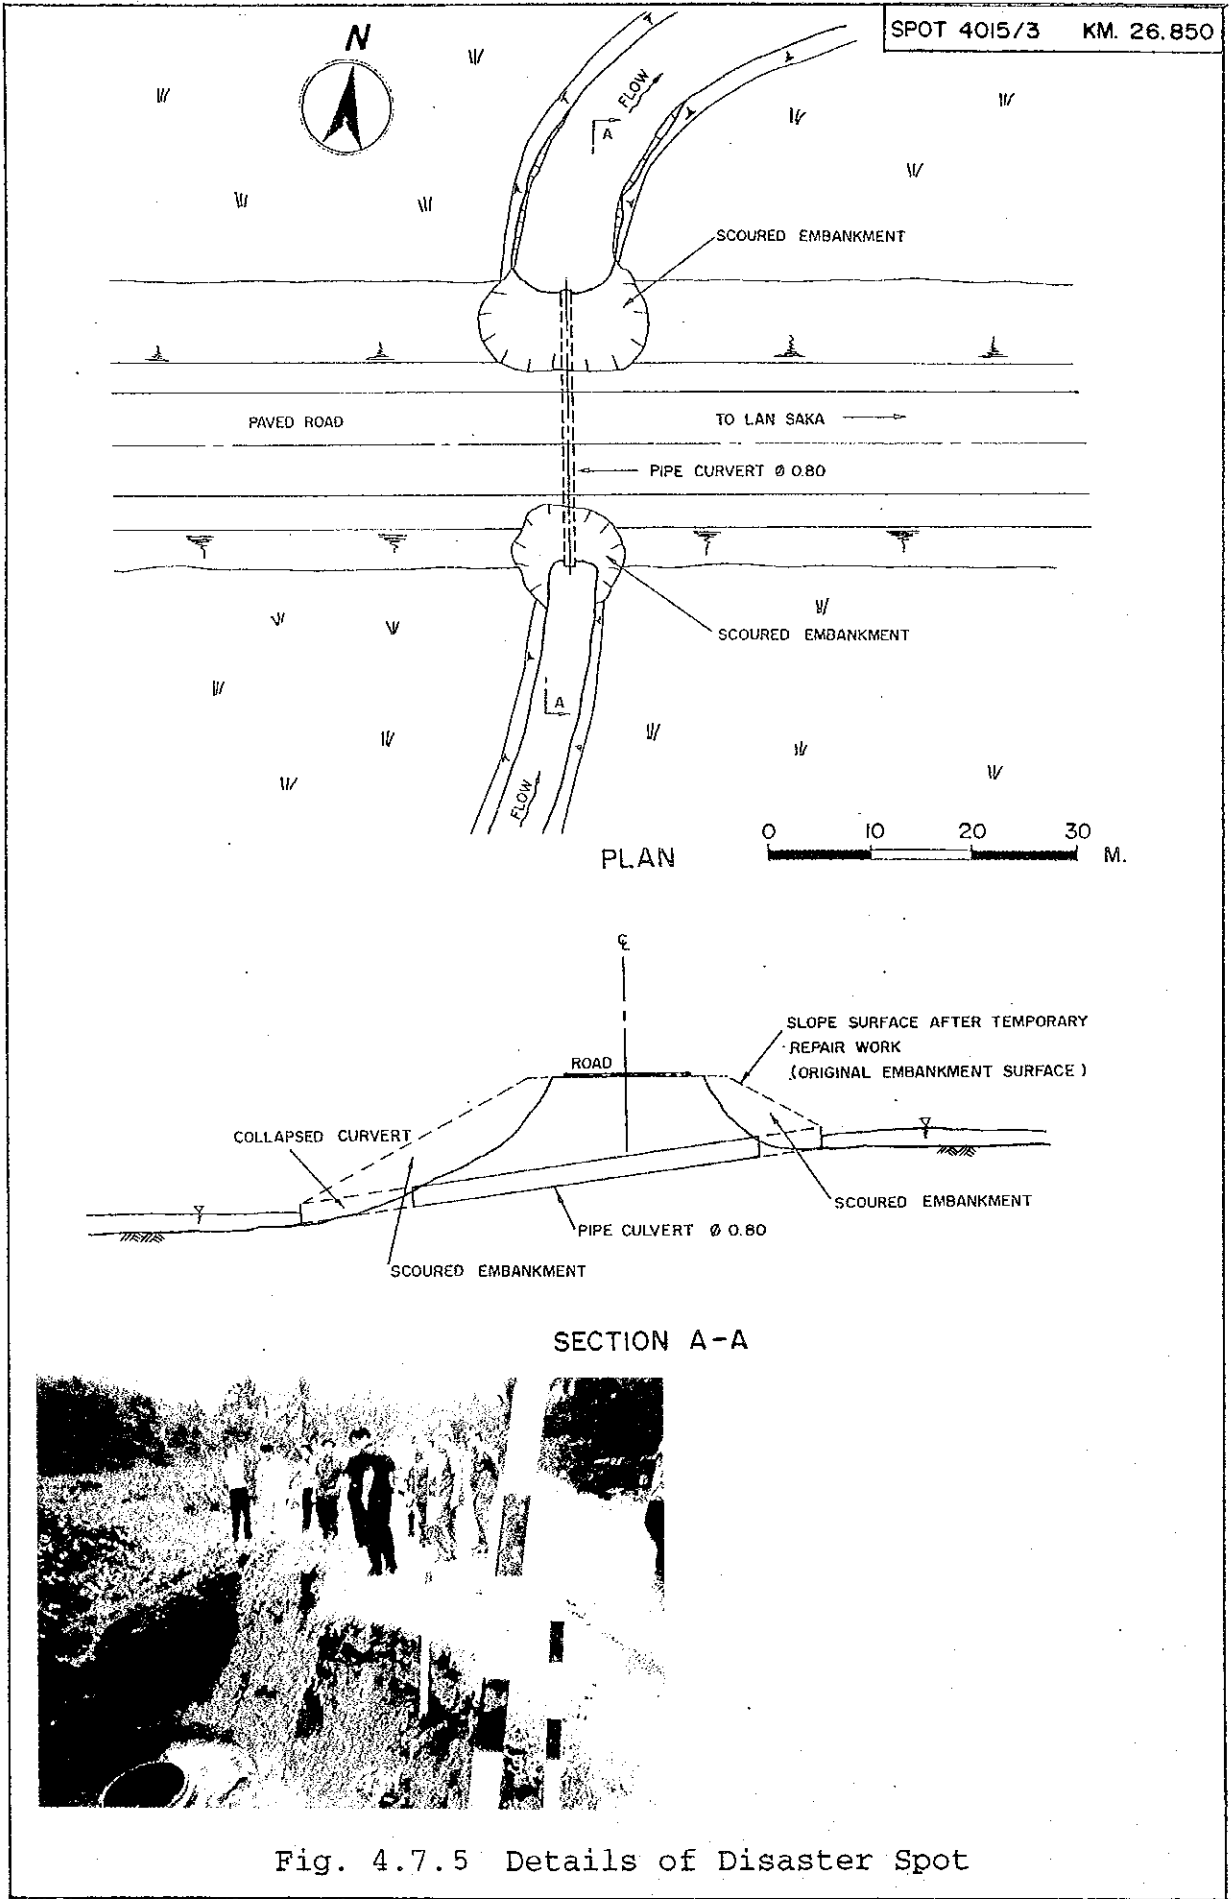 SPOT 4015/3 KM. 26.850
N
FLOW
A
SCOURED EMBANKMENT
PAVED ROAD
TO LAN SAKA
PIPE CURVERT Ø 0.80
SCOURED EMBANKMENT
A
FLOW
PLAN
0 10 20 30 M.
℄
SLOPE SURFACE AFTER TEMPORARY
REPAIR WORK
(ORIGINAL EMBANKMENT SURFACE)
ROAD
COLLAPSED CURVERT
SCOURED EMBANKMENT
PIPE CULVERT Ø 0.80
SCOURED EMBANKMENT
SECTION A-A
Fig. 4.7.5 Details of Disaster Spot